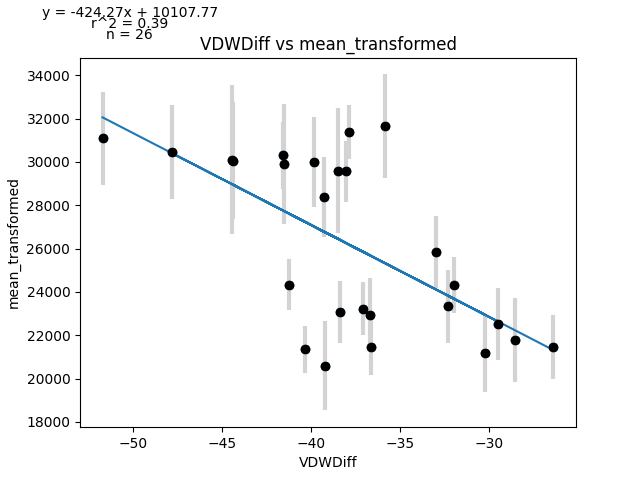 y = -424.27x + 10107.77
r^2 = 0.39
n = 26
VDWDiff vs mean_transformed
34000
32000
30000
28000
26000
24000
22000
20000
18000
mean_transformed
−50
−45
−40
−35
−30
VDWDiff